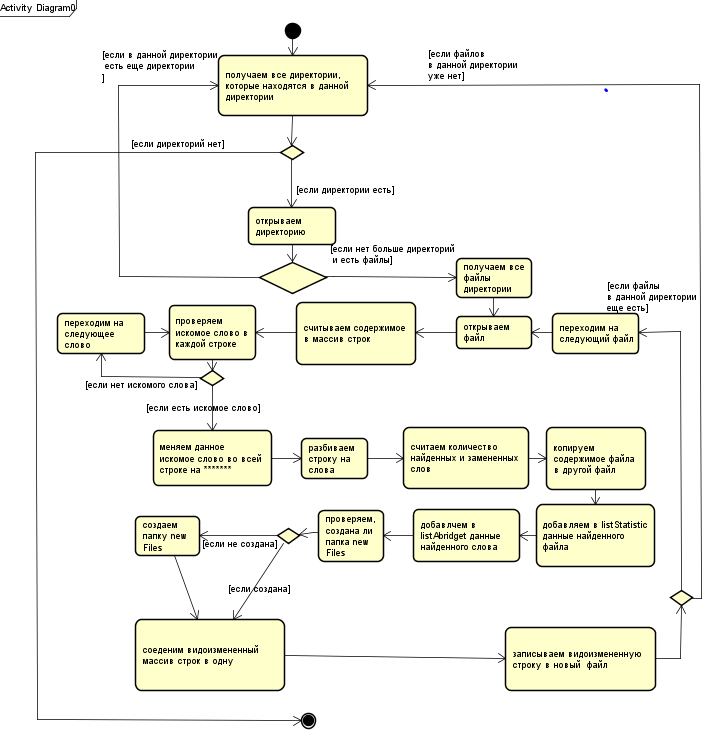 Activity Diagram0
[если в данной директории
есть еще директории
]
[если файлов
в данной директории
уже нет]
получаем все директории,
которые находятся в данной
директории
[если директорий нет]
[если директории есть]
открываем
директорию
[если нет больше директорий
и есть файлы]
получаем все
файлы
директории
[если файлы
в данной директории
еще есть]
переходим на
следующее
слово
проверяем
искомое слово в
каждой строке
считываем содержимое
в массив строк
открываем
файл
переходим на
следующий файл
[если нет искомого слова]
[если есть искомое слово]
меняем данное
искомое слово во всей
строке на *******
разбиваем
строку на
слова
считаем количество
найденных и замененных
слов
копируем
содержимое файла
в другой файл
создаем
папку new
Files
[если не создана]
проверяем,
создана ли
папка new
Files
добавлчем в
listAbridget данные
найденного слова
добавляем в listStatistic
данные найденного
файла
[если создана]
соеденим видоизмененный
массив строк в одну
записываем видоизмененную
строку в новый файл